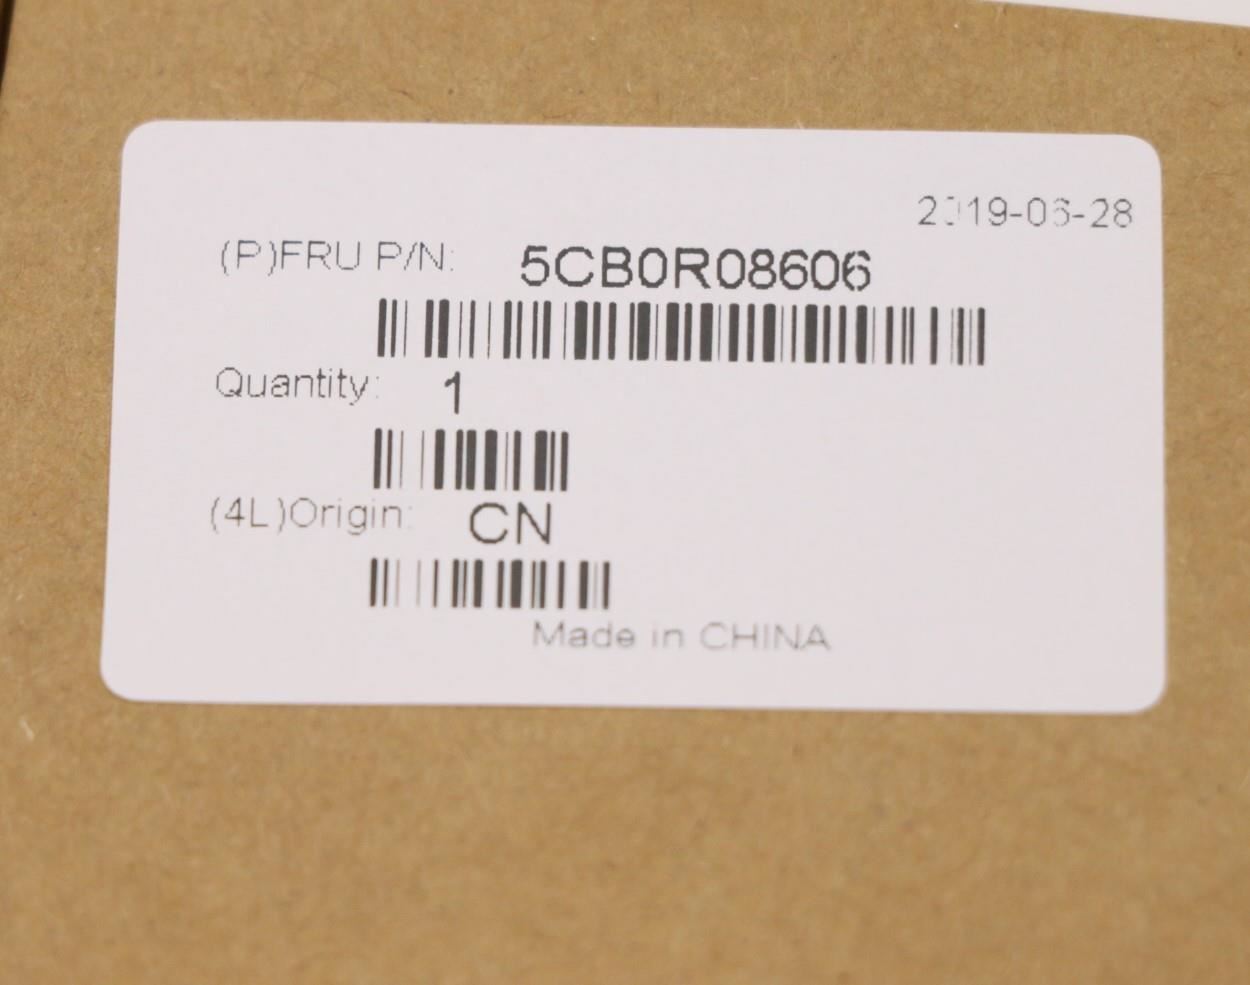 2019-06-28
(P)FRU P/N: 5CB0R08606
Quantity: 1
(4L)Origin: CN
Made in CHINA